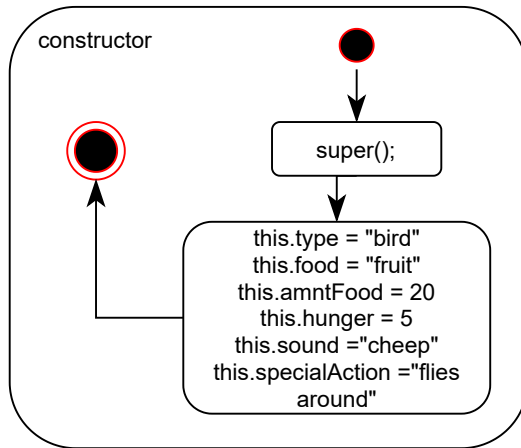 constructor
super();
this.type = "bird"
this.food = "fruit"
this.amntFood = 20
this.hunger = 5
this.sound ="cheep"
this.specialAction ="flies
around"